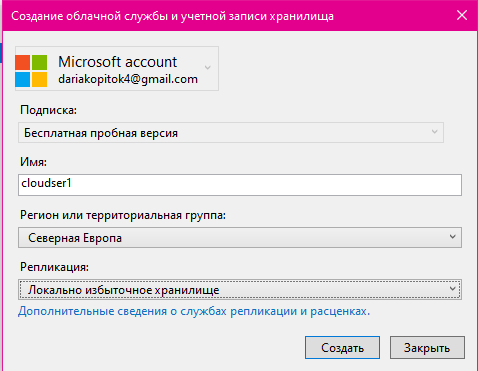 Создание облачной службы и учетной записи хранилища
Microsoft account
dariakopitok4@gmail.com
Подписка:
Бесплатная пробная версия
Имя:
cloudser1
Регион или территориальная группа:
Северная Европа
Репликация:
Локально избыточное хранилище
Дополнительные сведения о службах репликации и расценках.
Создать
Закрыть